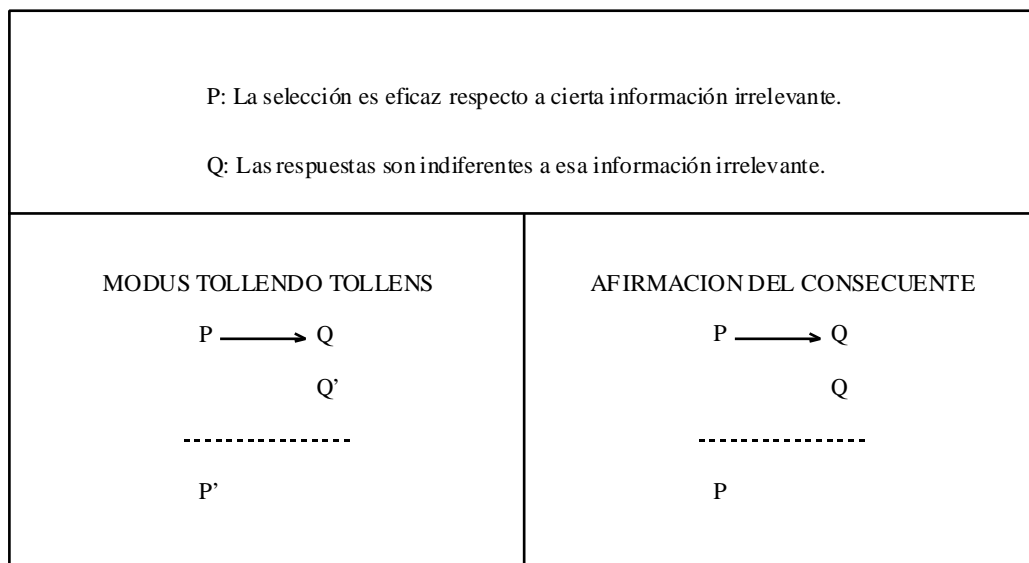 P: La selección es eficaz respecto a cierta información irrelevante.
Q: Las respuestas son indiferentes a esa información irrelevante.
MODUS TOLLENDO TOLLENS
P Q
Q’
P’
AFIRMACION DEL CONSECUENTE
P Q
Q
P